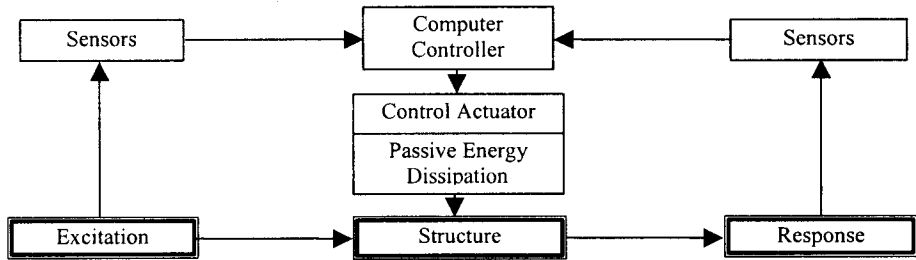 Sensors
Computer
Controller
Sensors
Control Actuator
Passive Energy
Dissipation
Excitation
Structure
Response